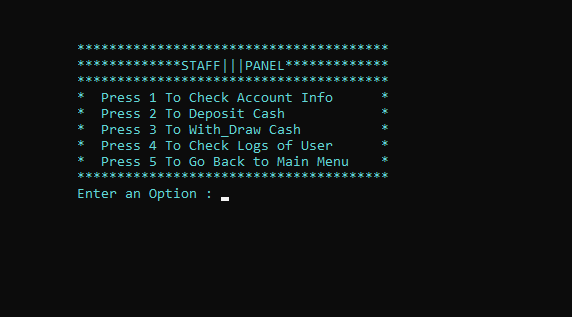 ***************************************
*************STAFF|||PANEL*************
***************************************
*  Press 1 To Check Account Info      *
*  Press 2 To Deposit Cash            *
*  Press 3 To With_Draw Cash          *
*  Press 4 To Check Logs of User      *
*  Press 5 To Go Back to Main Menu    *
***************************************
Enter an Option : _